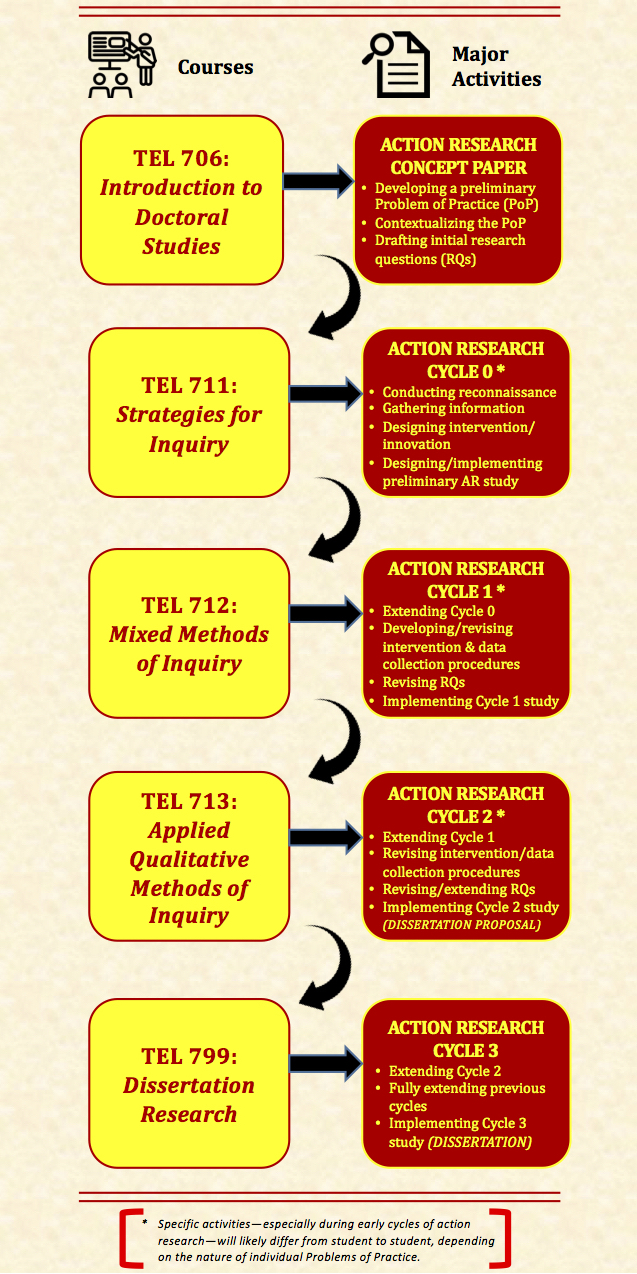 Courses
Major
Activities
TEL 706:
Introduction to
Doctoral
Studies
ACTION RESEARCH
CONCEPT PAPER
• Developing a preliminary
Problem of Practice (PoP)
• Contextualizing the PoP
• Drafting initial research
questions (RQs)
TEL 711:
Strategies for
Inquiry
ACTION RESEARCH
CYCLE 0 *
• Conducting reconnaissance
• Gathering information
• Designing intervention/
innovation
• Designing/implementing
preliminary AR study
TEL 712:
Mixed Methods
of Inquiry
ACTION RESEARCH
CYCLE 1 *
• Extending Cycle 0
• Developing/revising
intervention & data
collection procedures
• Revising RQs
• Implementing Cycle 1 study
TEL 713:
Applied
Qualitative
Methods of
Inquiry
ACTION RESEARCH
CYCLE 2 *
• Extending Cycle 1
• Revising intervention/data
collection procedures
• Revising/extending RQs
• Implementing Cycle 2 study
(DISSERTATION PROPOSAL)
TEL 799:
Dissertation
Research
ACTION RESEARCH
CYCLE 3
• Extending Cycle 2
• Fully extending previous
cycles
• Implementing Cycle 3
study (DISSERTATION)
* Specific activities—especially during early cycles of action
research—will likely differ from student to student, depending
on the nature of individual Problems of Practice.